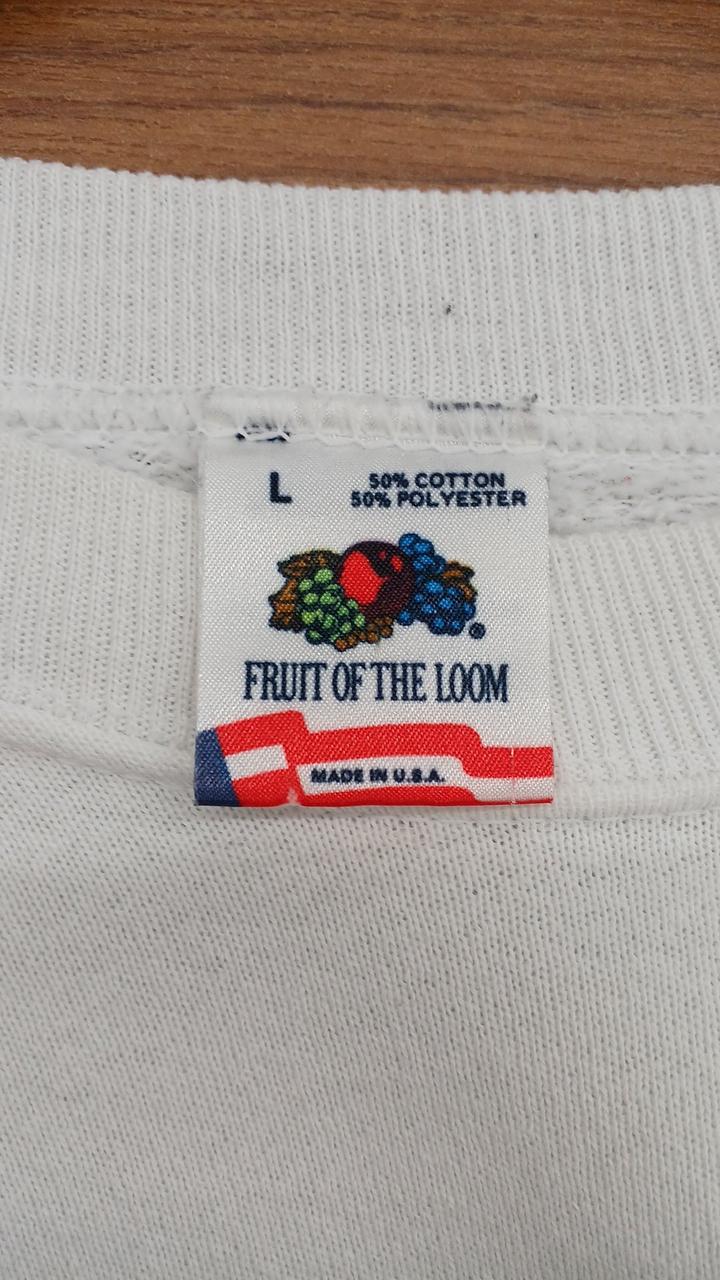 L
50% COTTON
50% POLYESTER
®
FRUIT OF THE LOOM
MADE IN U.S.A.